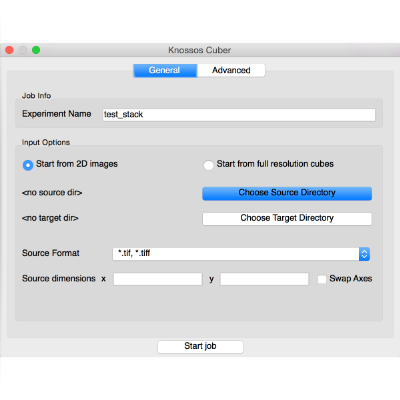 Knossos Cuber
General Advanced
Job Info
Experiment Name test_stack
Input Options
Start from 2D images Start from full resolution cubes
<no source dir> Choose Source Directory
<no target dir> Choose Target Directory
Source Format *.tif, *.tiff
Source dimensions x y Swap Axes
Start job